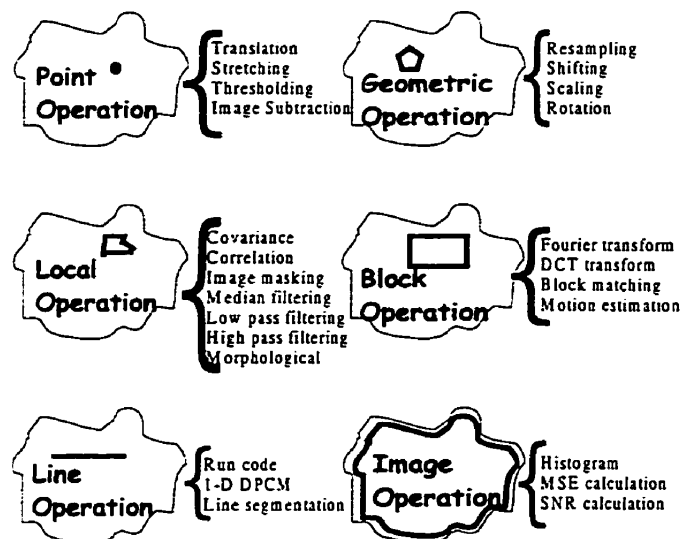 Point
Operation
Translation
Stretching
Thresholding
Image Subtraction
Geometric
Operation
Resampling
Shifting
Scaling
Rotation
Local
Operation
Covariance
Correlation
Image masking
Median filtering
Low pass filtering
High pass filtering
Morphological
Block
Operation
Fourier transform
DCT transform
Block matching
Motion estimation
Line
Operation
Run code
1-D DPCM
Line segmentation
Image
Operation
Histogram
MSE calculation
SNR calculation